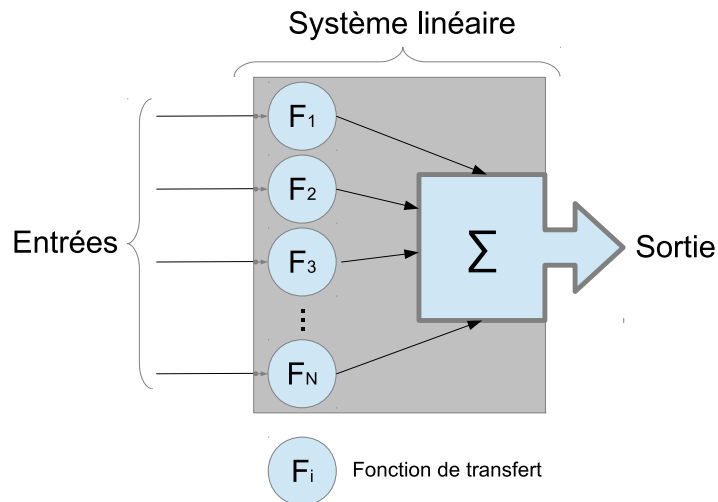 Système linéaire
Entrées
F1
F2
F3
⋮
FN
Σ
Sortie
Fi Fonction de transfert